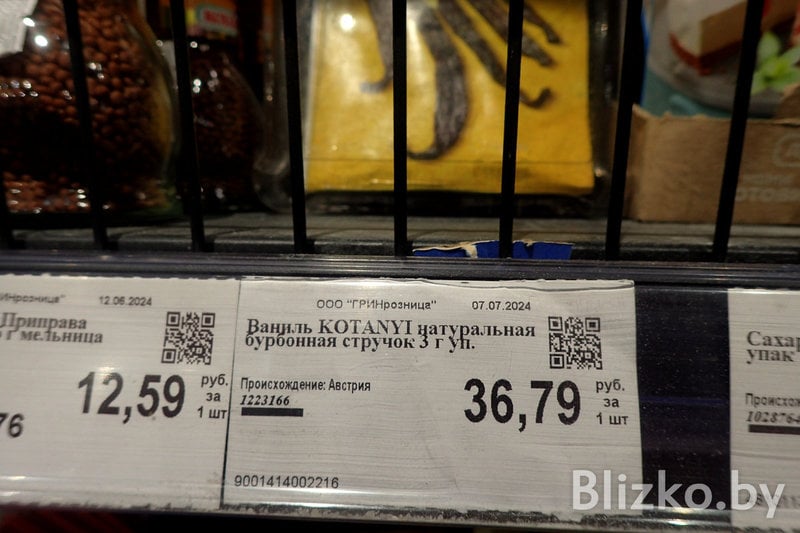 ИНрозница" 12.06.2024
Приправа
г мельница
12,59 руб.
за
1 шт
76
ООО "ГРИНрозница" 07.07.2024
Ваниль KOTANYI натуральная
бурбонная стручок 3 г уп.
Происхождение: Австрия
1223166
36,79 руб.
за
1 шт
9001414002216
Сахар
упак
Происхож
1028764
Blizko.by